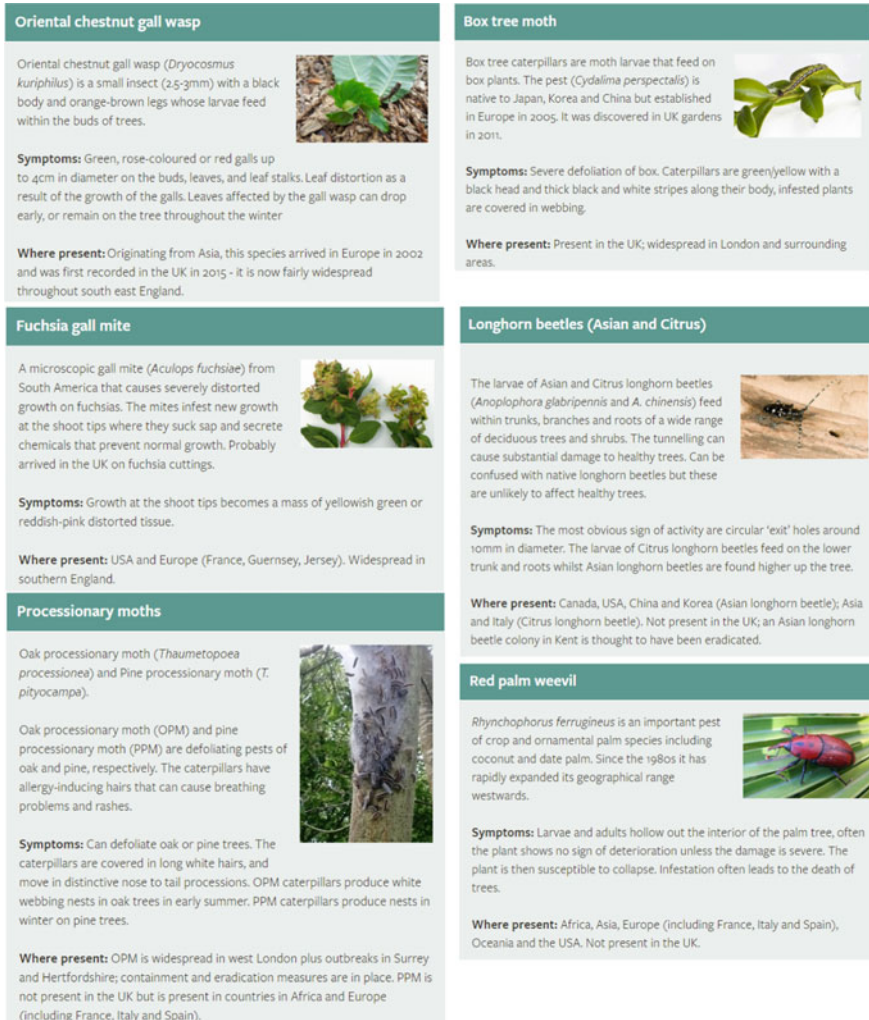 Oriental chestnut gall wasp
Oriental chestnut gall wasp (Dryocosmus
kuriphilus) is a small insect (2.5-3mm) with a black
body and orange-brown legs whose larvae feed
within the buds of trees.
Symptoms: Green, rose-coloured or red galls up
to 4cm in diameter on the buds, leaves, and leaf stalks. Leaf distortion as a
result of the growth of the galls. Leaves affected by the gall wasp can drop
early, or remain on the tree throughout the winter
Where present: Originating from Asia, this species arrived in Europe in 2002
and was first recorded in the UK in 2015 - it is now fairly widespread
throughout south east England.
Fuchsia gall mite
A microscopic gall mite (Aculops fuchsiae) from
South America that causes severely distorted
growth on fuchsias. The mites infest new growth
at the shoot tips where they suck sap and secrete
chemicals that prevent normal growth. Probably
arrived in the UK on fuchsia cuttings.
Symptoms: Growth at the shoot tips becomes a mass of yellowish green or
reddish-pink distorted tissue.
Where present: USA and Europe (France, Guernsey, Jersey). Widespread in
southern England.
Processionary moths
Oak processionary moth (Thaumetopoea
processionea) and Pine processionary moth (T.
pityocampa).
Oak processionary moth (OPM) and pine
processionary moth (PPM) are defoliating pests of
oak and pine, respectively. The caterpillars have
allergy-inducing hairs that can cause breathing
problems and rashes.
Symptoms: Can defoliate oak or pine trees. The
caterpillars are covered in long white hairs, and
move in distinctive nose to tail processions. OPM caterpillars produce white
webbing nests in oak trees in early summer. PPM caterpillars produce nests in
winter on pine trees.
Where present: OPM is widespread in west London plus outbreaks in Surrey
and Hertfordshire; containment and eradication measures are in place. PPM is
not present in the UK but is present in countries in Africa and Europe
(including France, Italy and Spain).
Box tree moth
Box tree caterpillars are moth larvae that feed on
box plants. The pest (Cydalima perspectalis) is
native to Japan, Korea and China but established
in Europe in 2005. It was discovered in UK gardens
in 2011.
Symptoms: Severe defoliation of box. Caterpillars are green/yellow with a
black head and thick black and white stripes along their body, infested plants
are covered in webbing.
Where present: Present in the UK; widespread in London and surrounding
areas.
Longhorn beetles (Asian and Citrus)
The larvae of Asian and Citrus longhorn beetles
(Anoplophora glabripennis and A. chinensis) feed
within trunks, branches and roots of a wide range
of deciduous trees and shrubs. The tunnelling can
cause substantial damage to healthy trees. Can be
confused with native longhorn beetles but these
are unlikely to affect healthy trees.
Symptoms: The most obvious sign of activity are circular ‘exit’ holes around
10mm in diameter. The larvae of Citrus longhorn beetles feed on the lower
trunk and roots whilst Asian longhorn beetles are found higher up the tree.
Where present: Canada, USA, China and Korea (Asian longhorn beetle); Asia
and Italy (Citrus longhorn beetle). Not present in the UK; an Asian longhorn
beetle colony in Kent is thought to have been eradicated.
Red palm weevil
Rhynchophorus ferrugineus is an important pest
of crop and ornamental palm species including
coconut and date palm. Since the 1980s it has
rapidly expanded its geographical range
westwards.
Symptoms: Larvae and adults hollow out the interior of the palm tree, often
the plant shows no sign of deterioration unless the damage is severe. The
plant is then susceptible to collapse. Infestation often leads to the death of
trees.
Where present: Africa, Asia, Europe (including France, Italy and Spain),
Oceania and the USA. Not present in the UK.